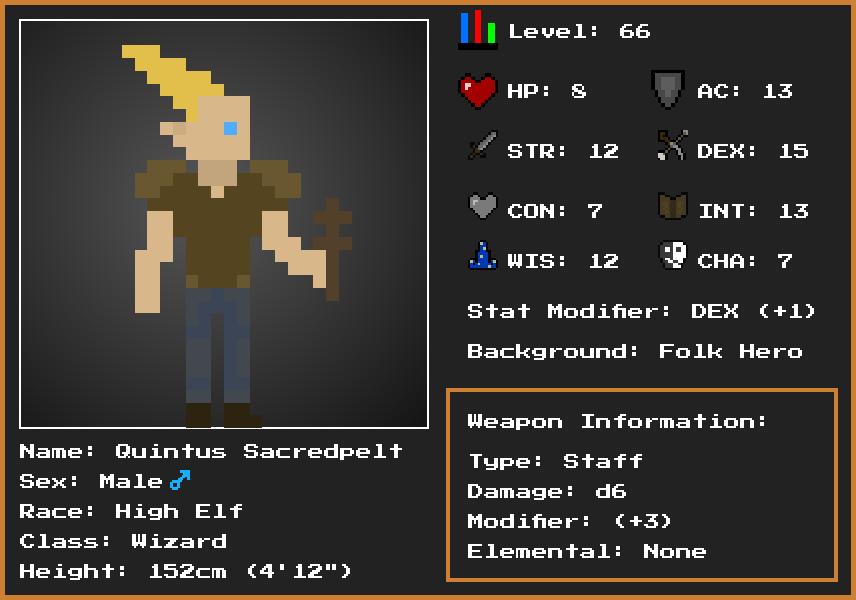 Level: 66
HP: 8 AC: 13
STR: 12 DEX: 15
CON: 7 INT: 13
WIS: 12 CHA: 7
Stat Modifier: DEX (+1)
Background: Folk Hero
Weapon Information:
Type: Staff
Damage: d6
Modifier: (+3)
Elemental: None
Name: Quintus Sacredpelt
Sex: Male♂
Race: High Elf
Class: Wizard
Height: 152cm (4'12")